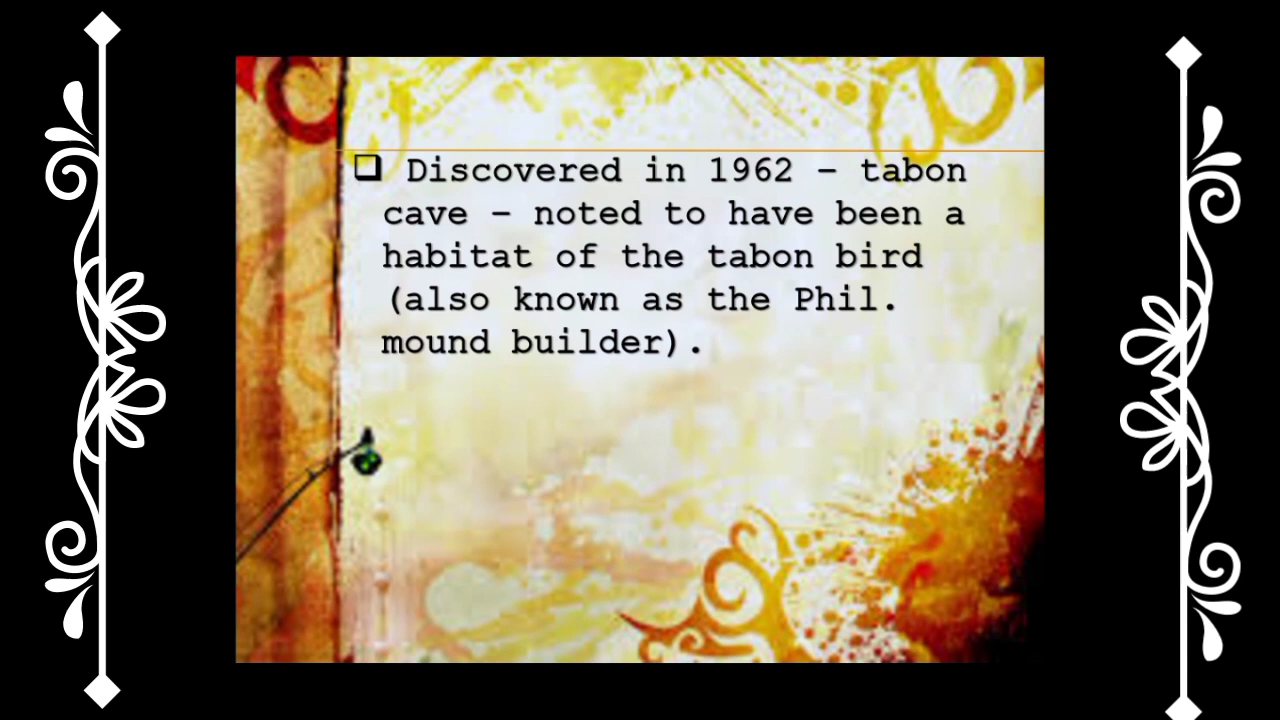 ❑ Discovered in 1962 – tabon
cave – noted to have been a
habitat of the tabon bird
(also known as the Phil.
mound builder).